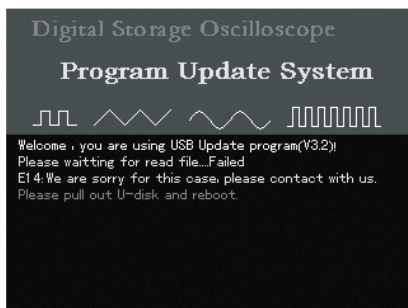 Digital Storage Oscilloscope
Program Update System
Welcome , you are using USB Update program(V3.2)!
Please waitting for read file...Failed
E14:We are sorry for this case, please contact with us.
Please pull out U-disk and reboot.